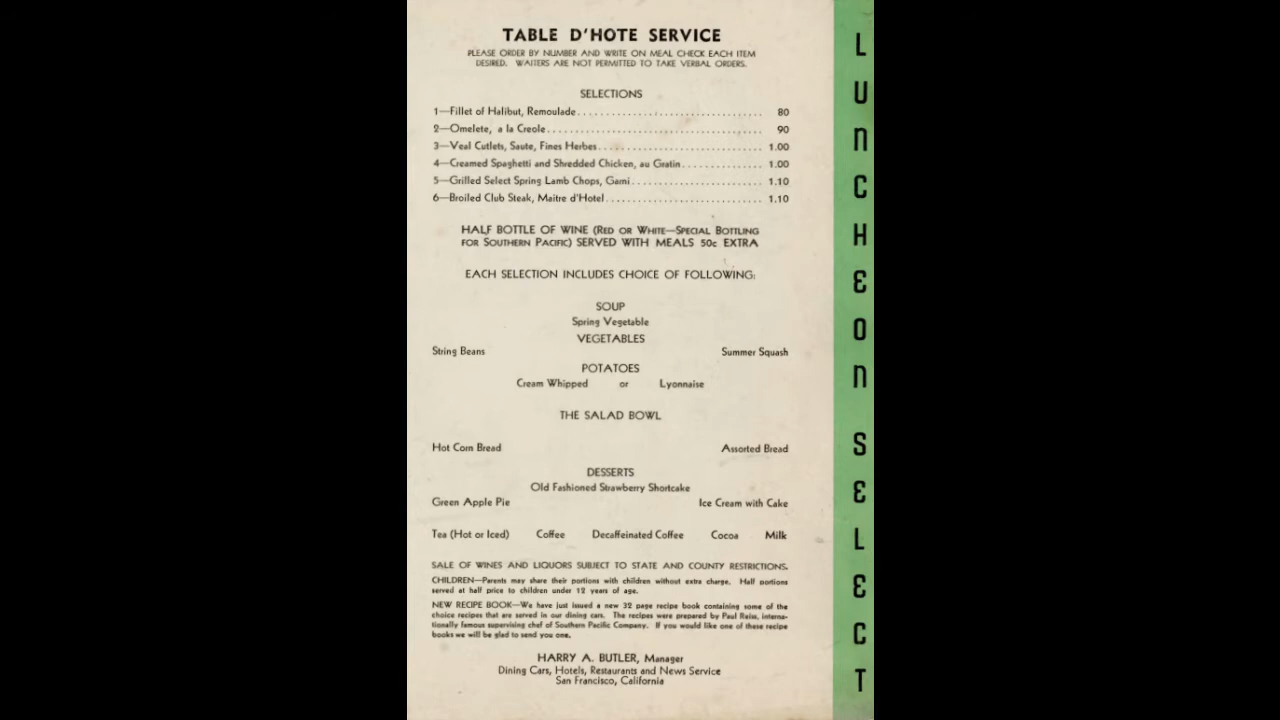 TABLE D'HOTE SERVICE
PLEASE ORDER BY NUMBER AND WRITE ON MEAL CHECK EACH ITEM
DESIRED. WAITERS ARE NOT PERMITTED TO TAKE VERBAL ORDERS.
SELECTIONS
1—Fillet of Halibut, Remoulade 80
2—Omelete, a la Creole 90
3—Veal Cutlets, Saute, Fines Herbes 1.00
4—Creamed Spaghetti and Shredded Chicken, au Gratin 1.00
5—Grilled Select Spring Lamb Chops, Garni 1.10
6—Broiled Club Steak, Maitre d'Hotel 1.10
HALF BOTTLE OF WINE (RED OR WHITE—SPECIAL BOTTLING
FOR SOUTHERN PACIFIC) SERVED WITH MEALS 50c EXTRA
EACH SELECTION INCLUDES CHOICE OF FOLLOWING:
SOUP
Spring Vegetable
VEGETABLES
String Beans Summer Squash
POTATOES
Cream Whipped or Lyonnaise
THE SALAD BOWL
Hot Corn Bread Assorted Bread
DESSERTS
Old Fashioned Strawberry Shortcake
Green Apple Pie Ice Cream with Cake
Tea (Hot or Iced) Coffee Decaffeinated Coffee Cocoa Milk
SALE OF WINES AND LIQUORS SUBJECT TO STATE AND COUNTY RESTRICTIONS.
CHILDREN—Parents may share their portions with children without extra charge. Half portions
served at half price to children under 12 years of age.
NEW RECIPE BOOK—We have just issued a new 32 page recipe book containing some of the
choice recipes that are served in our dining cars. The recipes were prepared by Paul Reiss, interna-
tionally famous supervising chef of Southern Pacific Company. If you would like one of these recipe
books we will be glad to send you one.
HARRY A. BUTLER, Manager
Dining Cars, Hotels, Restaurants and News Service
San Francisco, California
LUNCHEON SELECT